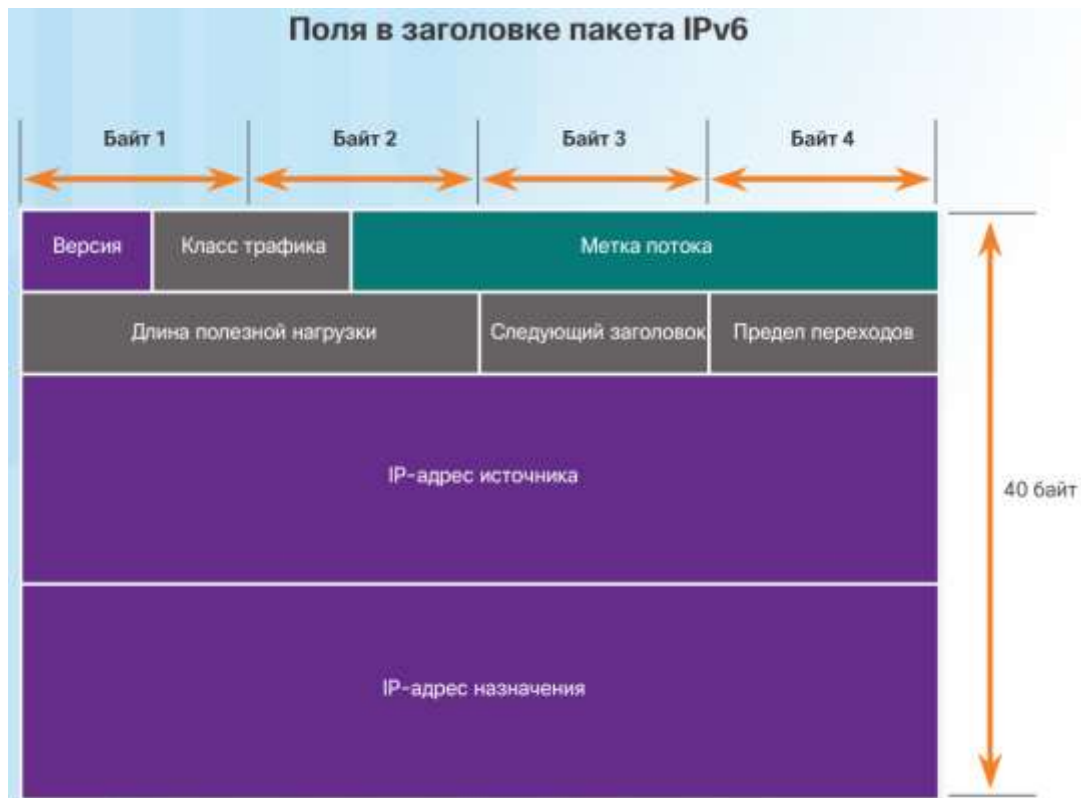 Поля в заголовке пакета IPv6
Байт 1 Байт 2 Байт 3 Байт 4
Версия Класс трафика Метка потока
Длина полезной нагрузки Следующий заголовок Предел переходов
IP-адрес источника
40 байт
IP-адрес назначения